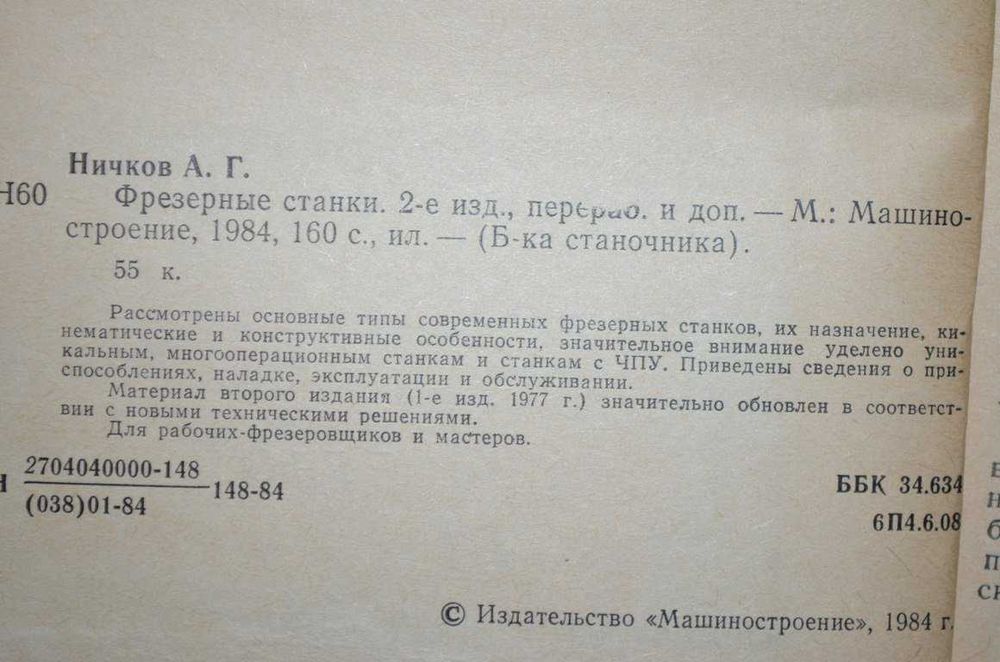 Ничков А. Г.
Н60 Фрезерные станки. 2-е изд., перераб. и доп. — М.: Машино-
строение, 1984, 160 с., ил. — (Б-ка станочника).
55 к.
Рассмотрены основные типы современных фрезерных станков, их назначение, ки-
нематические и конструктивные особенности, значительное внимание уделено уни-
кальным, многооперационным станкам и станкам с ЧПУ. Приведены сведения о при-
способлениях, наладке, эксплуатации и обслуживании.
Материал второго издания (1-е изд. 1977 г.) значительно обновлен в соответст-
вии с новыми техническими решениями.
Для рабочих-фрезеровщиков и мастеров.
Н 2704040000-148
(038)01-84
148-84
ББК 34.634
6П4.6.08
© Издательство «Машиностроение», 1984 г.